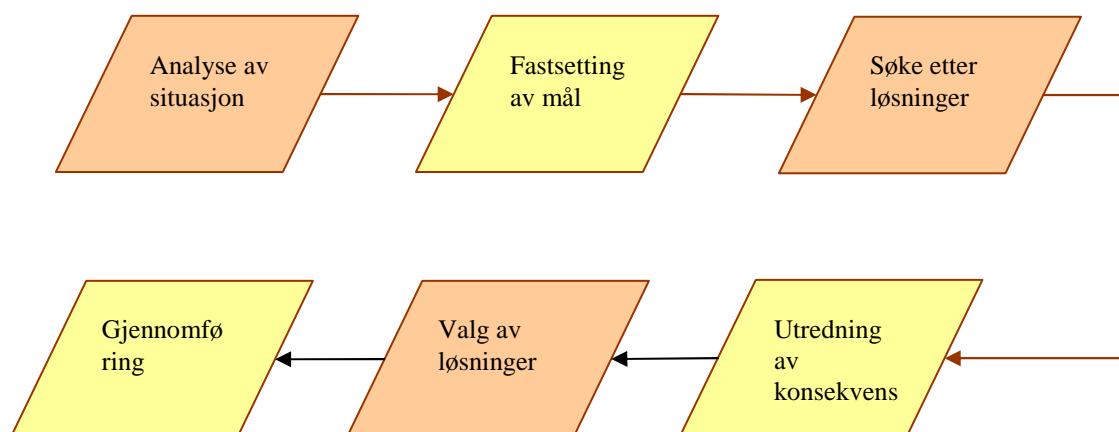 Analyse av
situasjon
Fastsetting
av mål
Søke etter
løsninger
Gjennomfø
ring
Valg av
løsninger
Utredning
av
konsekvens